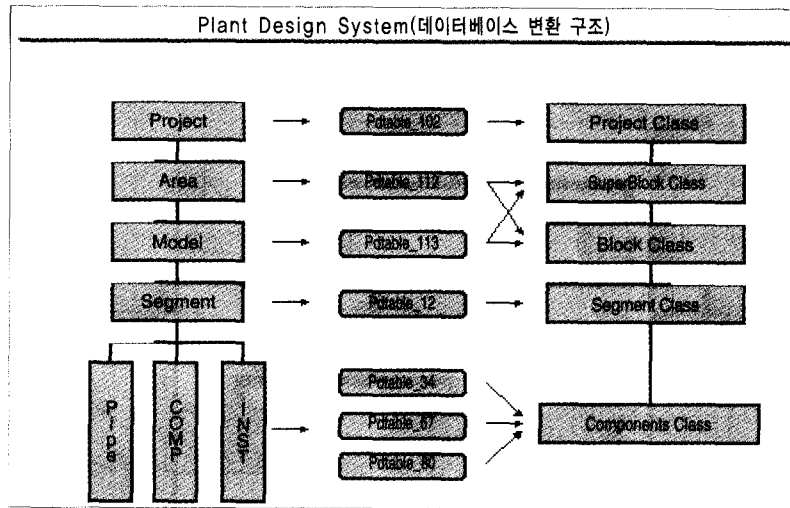 Plant Design System(데이터베이스 변환 구조)
Project
Pdtable_102
Project Class
Area
Pdtable_112
SuperBlock Class
Model
Pdtable_113
Block Class
Segment
Pdtable_12
Segment Class
Pipe
COMP
INST
Pdtable_34
Pdtable_67
Pdtable_80
Components Class